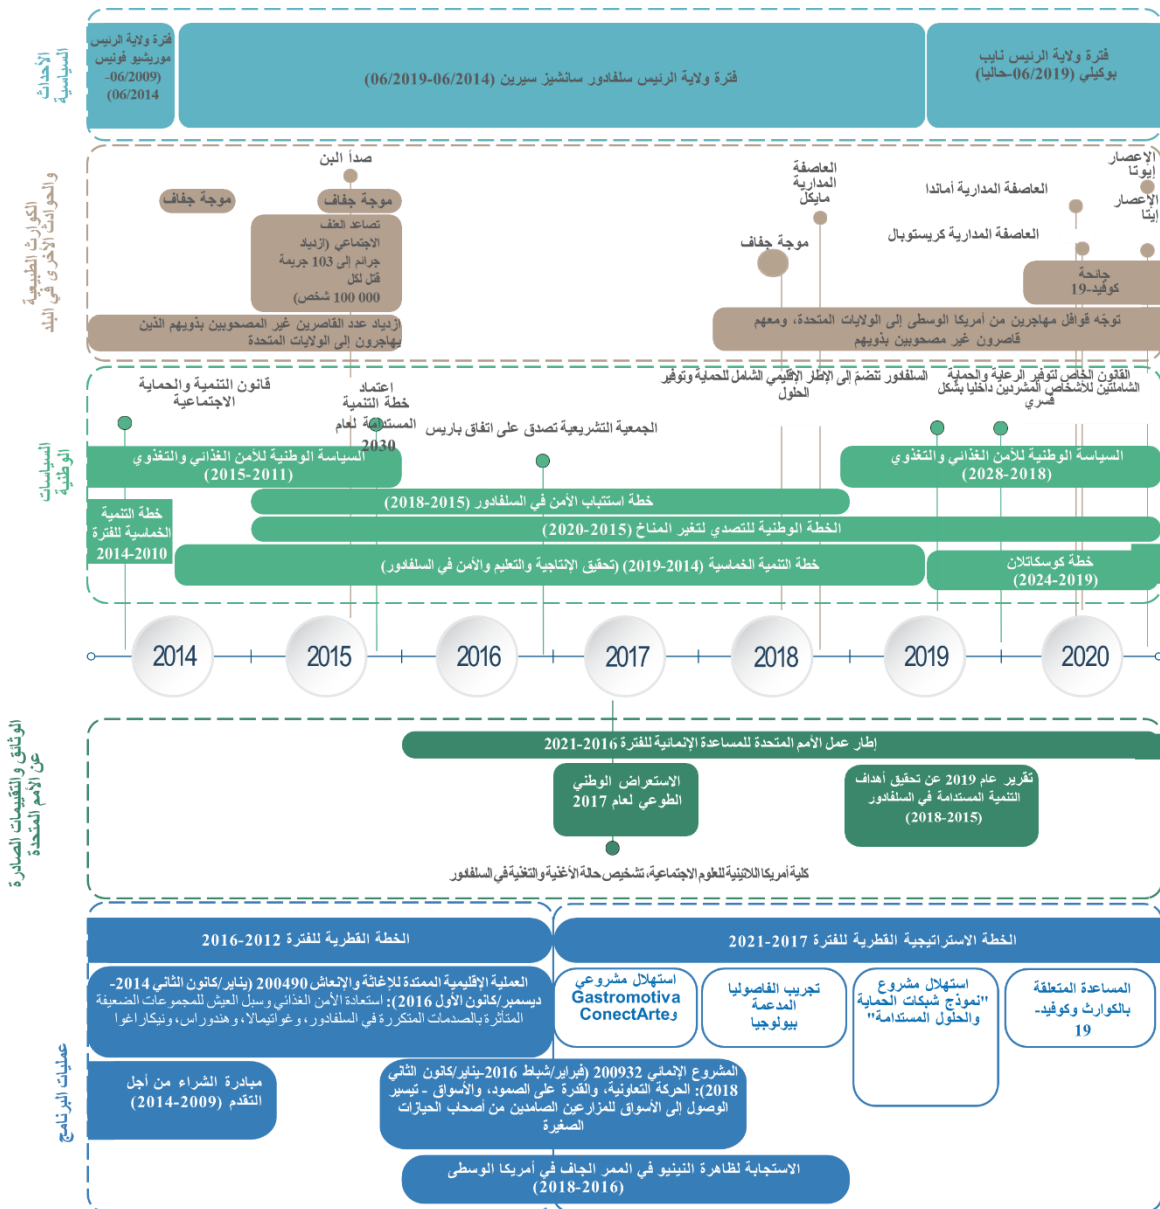 الأحداث
السياسية
فترة ولاية الرئيس
موريشيو فونيس
(06/2009-
06/2014)
فترة ولاية الرئيس سلفادور سانشيز سيرين (06/2014-06/2019)
فترة ولاية الرئيس نايب
بوكيلي (06/2019-حاليا)
الكوارث الطبيعية
والحوادث الأخرى في البلد
صدأ البن
موجة جفاف
موجة جفاف
تصاعد العنف
الاجتماعي (ازدياد
جرائم إلى 103 جريمة
قتل لكل
100 000 شخص)
ازدياد عدد القاصرين غير المصحوبين بذويهم الذين
يهاجرون إلى الولايات المتحدة
العاصفة
المدارية
مايكل
موجة جفاف
العاصفة المدارية أماندا
العاصفة المدارية كريستوبال
الإعصار
إيوتا
الإعصار
إيتا
جائحة
كوفيد-19
توجّه قوافل مهاجرين من أمريكا الوسطى إلى الولايات المتحدة، ومعهم
قاصرون غير مصحوبين بذويهم
السياسات
الوطنية
قانون التنمية والحماية
الاجتماعية
اعتماد
خطة التنمية
المستدامة لعام
2030
الجمعية التشريعية تصدق على اتفاق باريس
السلفادور تنضم إلى الإطار الإقليمي الشامل للحماية وتوفير
الحلول
القانون الخاص لتوفير الرعاية والحماية
الشاملتين للأشخاص المشردين داخليا بشكل
قسري
السياسة الوطنية للأمن الغذائي والتغذوي
(2011-2015)
السياسة الوطنية للأمن الغذائي والتغذوي
(2018-2028)
خطة استتباب الأمن في السلفادور (2015-2018)
الخطة الوطنية للتصدي لتغير المناخ (2015-2020)
خطة التنمية
الخماسية للفترة
2010-2014
خطة التنمية الخماسية (2014-2019) (تحقيق الإنتاجية والتعليم والأمن في السلفادور)
خطة كوسكاتلان
(2019-2024)
2014
2015
2016
2017
2018
2019
2020
الوثائق والتقييمات الصادرة
عن الأمم المتحدة
إطار عمل الأمم المتحدة للمساعدة الإنمائية للفترة 2016-2021
الاستعراض الوطني
الطوعي لعام 2017
تقرير عام 2019 عن تحقيق أهداف
التنمية المستدامة في السلفادور
(2015-2018)
كلية أمريكا اللاتينية للعلوم الاجتماعية، تشخيص حالة الأغذية والتغذية في السلفادور
عمليات البرنامج
الخطة القطرية للفترة 2012-2016
الخطة الاستراتيجية القطرية للفترة 2017-2021
العملية الإقليمية الممتدة للإغاثة والإنعاش 200490 (يناير/كانون الثاني 2014-
ديسمبر/كانون الأول 2016): استعادة الأمن الغذائي وسبل العيش للمجموعات الضعيفة
المتأثرة بالصدمات المتكررة في السلفادور، وغواتيمالا، وهندوراس، ونيكاراغوا
استهلال مشروعي
Gastromotiva
وConectArte
تجريب الفاصوليا
المدعمة
بيولوجيا
استهلال مشروع
"نموذج شبكات الحماية
والحلول المستدامة"
المساعدة المتعلقة
بالكوارث وكوفيد-
19
مبادرة الشراء من أجل
التقدم (2009-2014)
المشروع الإنمائي 200932 (فبراير/شباط 2016-يناير/كانون الثاني
2018): الحركة التعاونية، والقدرة على الصمود، والأسواق - تيسير
الوصول إلى الأسواق للمزارعين الصامدين من أصحاب الحيازات
الصغيرة
الاستجابة لظاهرة النينيو في الممر الجاف في أمريكا الوسطى
(2016-2018)